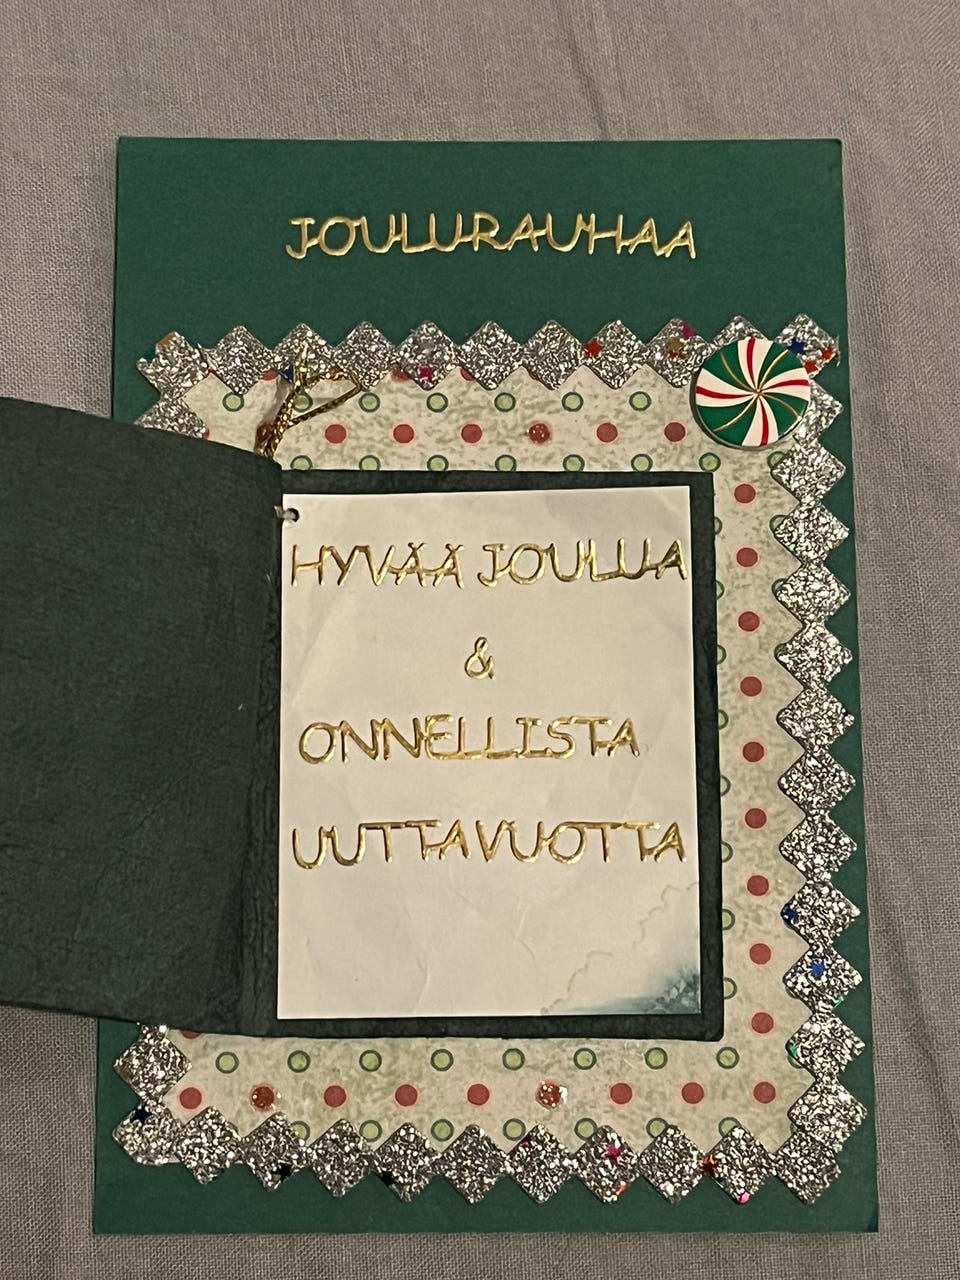 JOULURAUHAA
HYVÄÄ JOULUA
&
ONNELLISTA
UUTTAVUOTTA